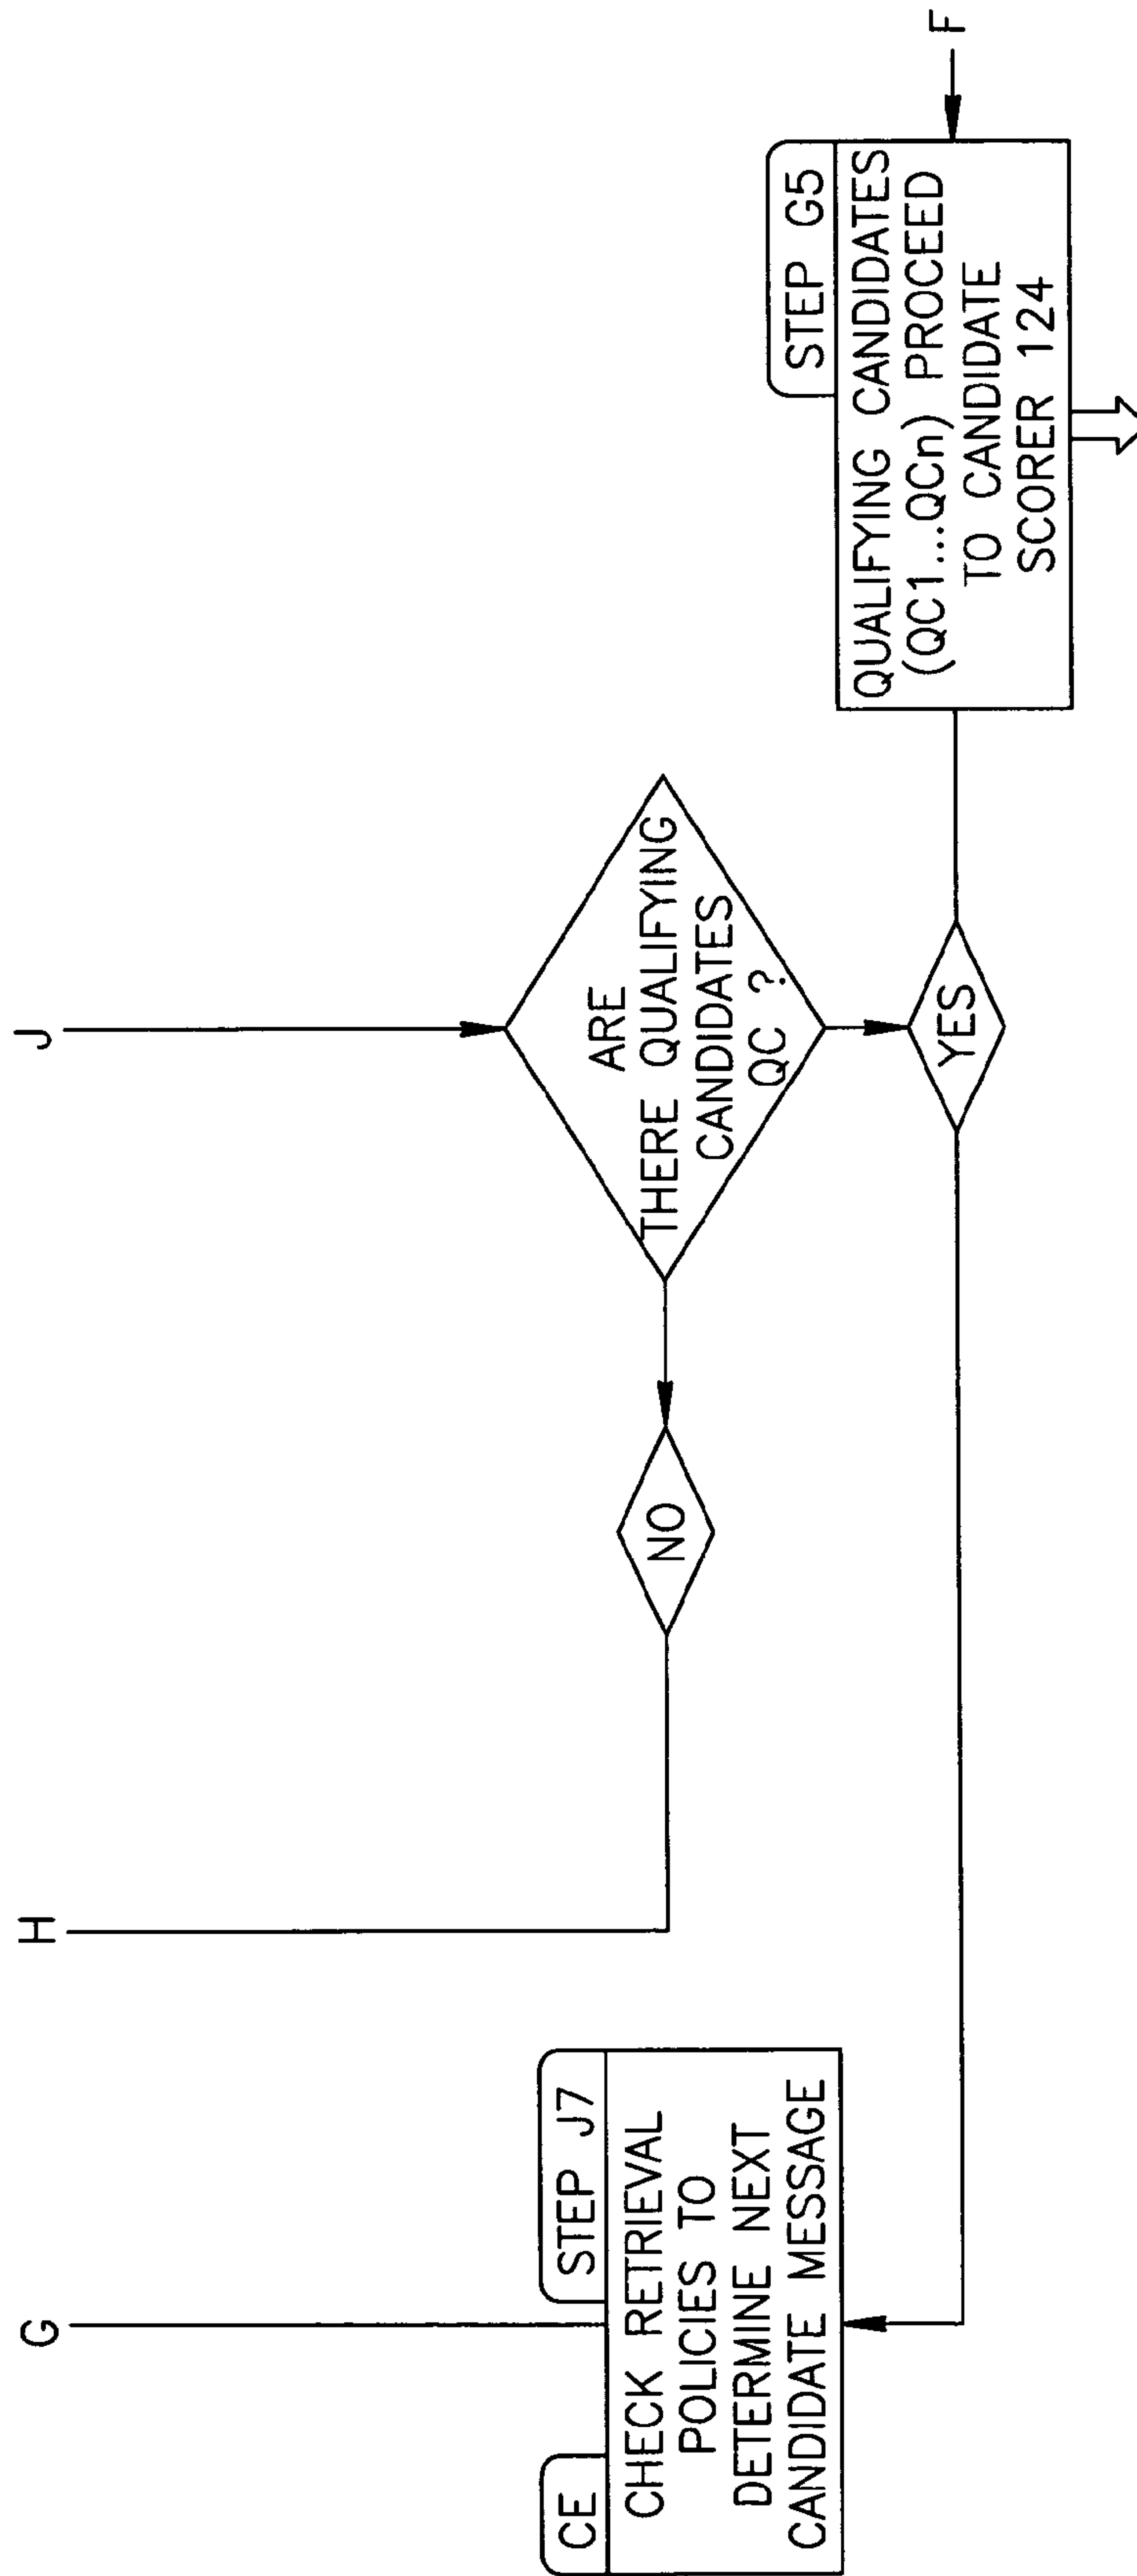 G
H
J
CE
STEP J7
CHECK RETRIEVAL
POLICIES TO
DETERMINE NEXT
CANDIDATE MESSAGE
NO
ARE
THERE QUALIFYING
CANDIDATES
QC ?
YES
STEP G5
QUALIFYING CANDIDATES
(QC1...QCn) PROCEED
TO CANDIDATE
SCORER 124
F